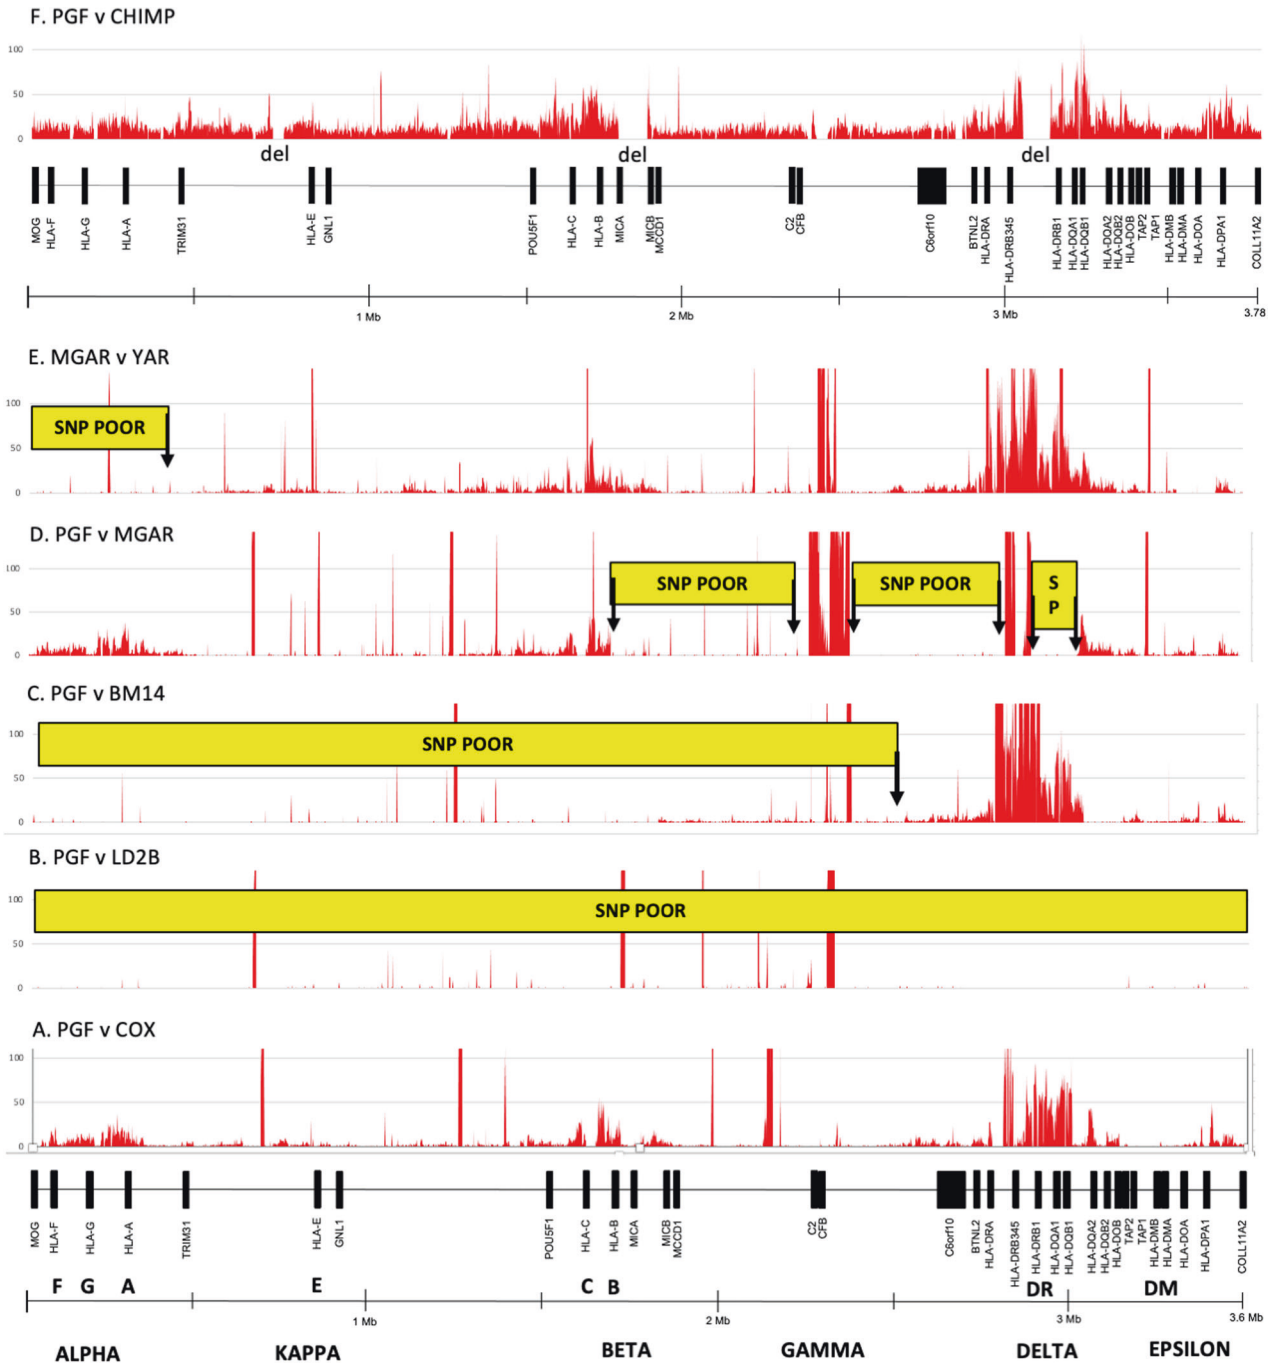 F. PGF v CHIMP
100
50
0
del del del
MOG HLA-F HLA-G HLA-A TRIM31 HLA-E GNL1 POU5F1 HLA-C HLA-B MICA MICB MCCD1 C2 CFB C6orf10 BTNL2 HLA-DRA HLA-DRB345 HLA-DRB1 HLA-DQA1 HLA-DQB1 HLA-DQA2 HLA-DQB2 HLA-DOB TAP2 TAP1 HLA-DMB HLA-DMA HLA-DOA HLA-DPA1 COLL11A2
1 Mb 2 Mb 3 Mb 3.78
E. MGAR v YAR
100
SNP POOR
50
0
D. PGF v MGAR
100
SNP POOR SNP POOR S P
50
0
C. PGF v BM14
100
SNP POOR
50
0
B. PGF v LD2B
100
SNP POOR
50
0
A. PGF v COX
100
50
0
MOG HLA-F HLA-G HLA-A TRIM31 HLA-E GNL1 POU5F1 HLA-C HLA-B MICA MICB MCCD1 C2 CFB C6orf10 BTNL2 HLA-DRA HLA-DRB345 HLA-DRB1 HLA-DQA1 HLA-DQB1 HLA-DQA2 HLA-DQB2 HLA-DOB TAP2 TAP1 HLA-DMB HLA-DMA HLA-DOA HLA-DPA1 COLL11A2
F G A E C B DR DM
1 Mb 2 Mb 3 Mb 3.6 Mb
ALPHA KAPPA BETA GAMMA DELTA EPSILON